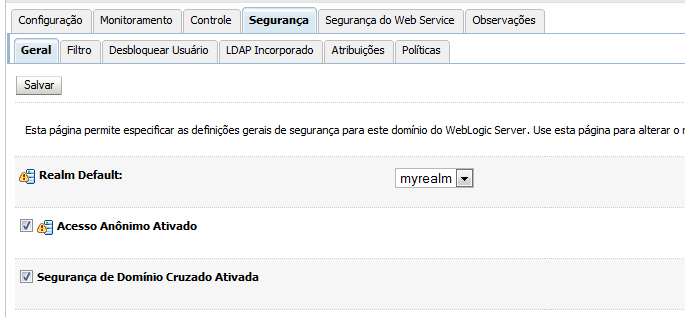 Configuração Monitoramento Controle Segurança Segurança do Web Service Observações
Geral Filtro Desbloquear Usuário LDAP Incorporado Atribuições Políticas
Salvar
Esta página permite especificar as definições gerais de segurança para este domínio do WebLogic Server. Use esta página para alterar o
Realm Default: myrealm
Acesso Anônimo Ativado
Segurança de Domínio Cruzado Ativada